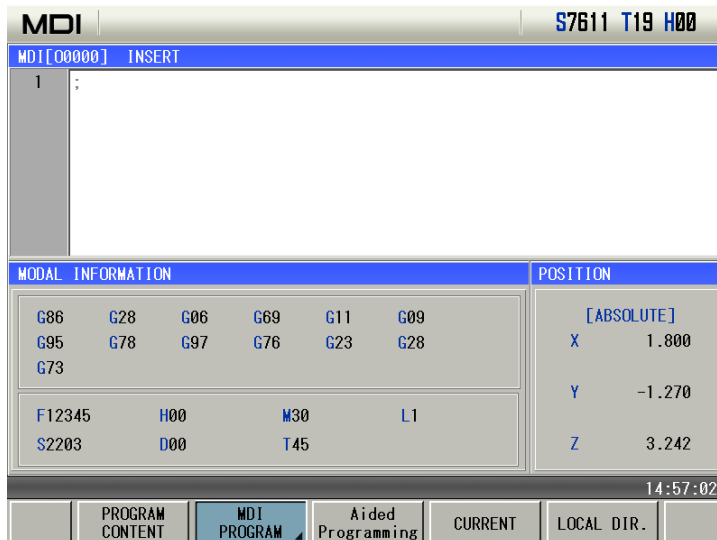 MDI S7611 T19 H00
MDI[O0000] INSERT
1 ;
MODAL INFORMATION POSITION
G86 G28 G06 G69 G11 G09 [ABSOLUTE]
G95 G78 G97 G76 G23 G28 X 1.800
G73
Y -1.270
F12345 H00 M30 L1
S2203 D00 T45 Z 3.242
14:57:02
PROGRAM CONTENT MDI PROGRAM Aided Programming CURRENT LOCAL DIR.